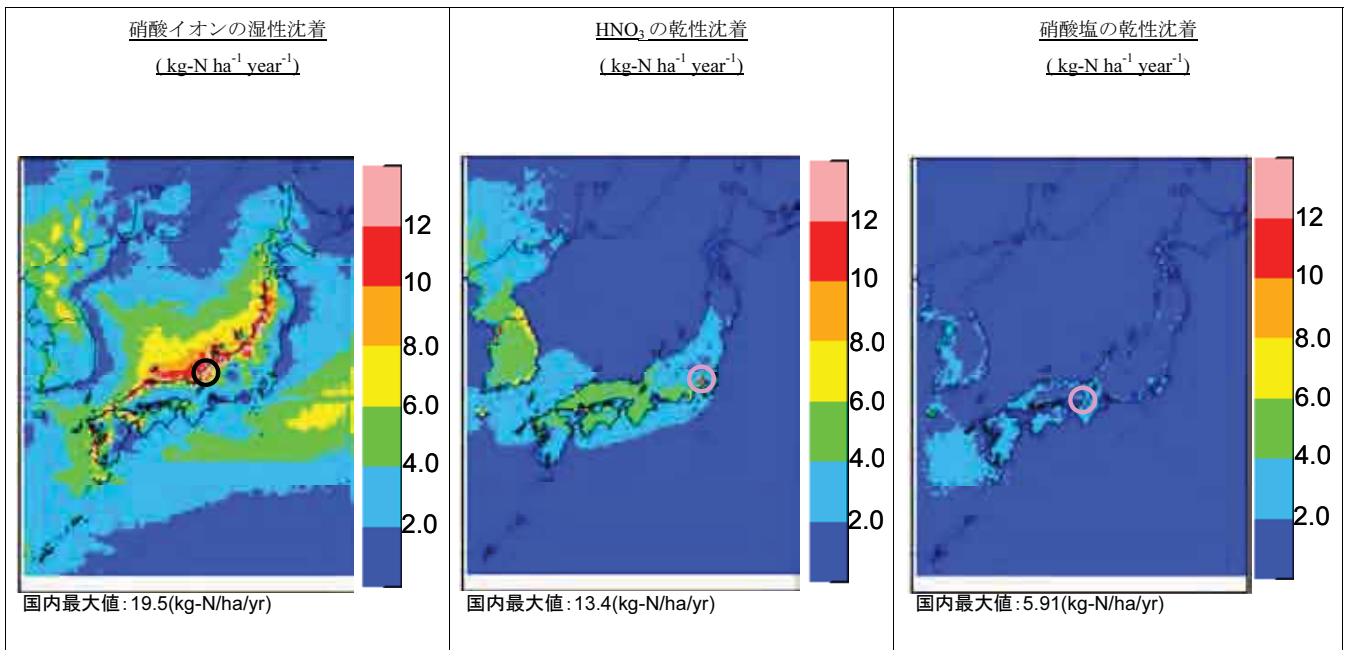 硝酸イオンの湿性沈着
( kg-N ha⁻¹ year⁻¹)
12
10
8.0
6.0
4.0
2.0
国内最大値:19.5(kg-N/ha/yr)
HNO₃の乾性沈着
( kg-N ha⁻¹ year⁻¹)
12
10
8.0
6.0
4.0
2.0
国内最大値:13.4(kg-N/ha/yr)
硝酸塩の乾性沈着
( kg-N ha⁻¹ year⁻¹)
12
10
8.0
6.0
4.0
2.0
国内最大値:5.91(kg-N/ha/yr)